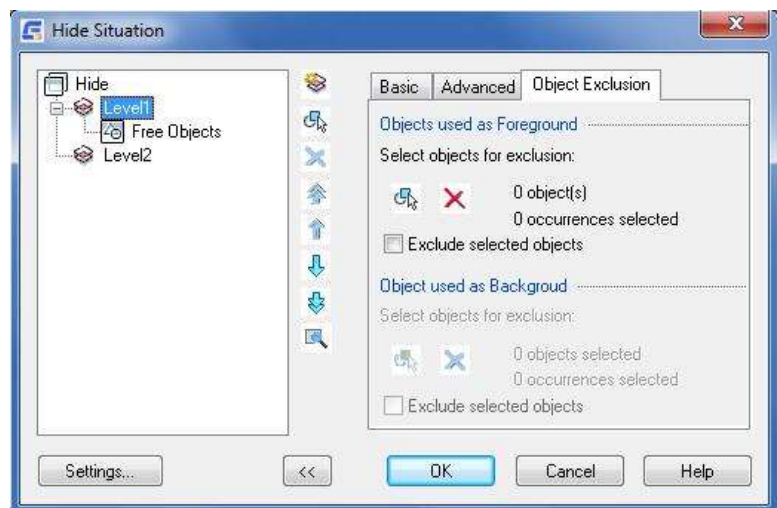 Hide Situation
Hide
Level1
Free Objects
Level2
Basic Advanced Object Exclusion
Objects used as Foreground
Select objects for exclusion:
0 object(s)
0 occurrences selected
Exclude selected objects
Object used as Backgroud
Select objects for exclusion:
0 objects selected
0 occurrences selected
Exclude selected objects
Settings... << OK Cancel Help